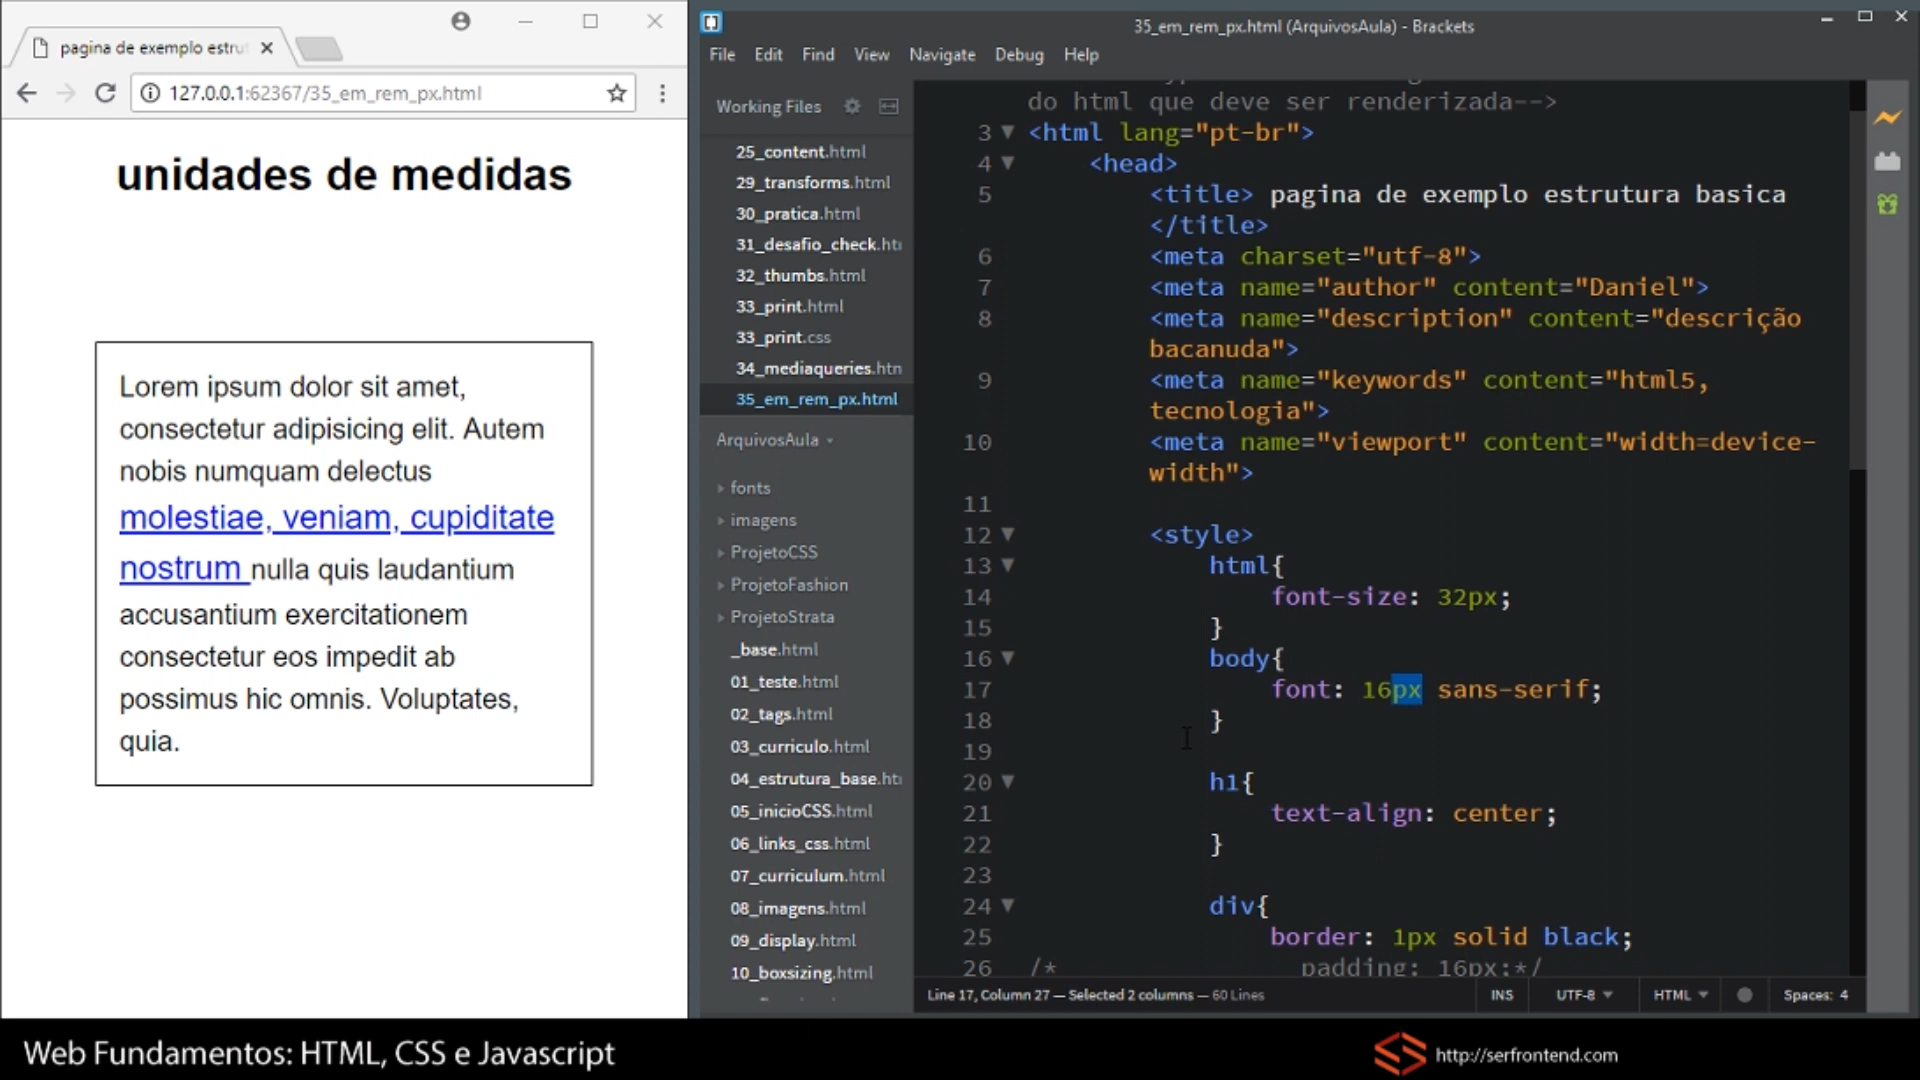 pagina de exemplo estru
127.0.0.1:62367/35_em_rem_px.html
unidades de medidas
Lorem ipsum dolor sit amet,
consectetur adipisicing elit. Autem
nobis numquam delectus
molestiae, veniam, cupiditate
nostrum nulla quis laudantium
accusantium exercitationem
consectetur eos impedit ab
possimus hic omnis. Voluptates,
quia.
35_em_rem_px.html (ArquivosAula) - Brackets
File Edit Find View Navigate Debug Help
Working Files
25_content.html
29_transforms.html
30_pratica.html
31_desafio_check.ht
32_thumbs.html
33_print.html
33_print.css
34_mediaqueries.htn
35_em_rem_px.html
ArquivosAula
fonts
imagens
ProjetoCSS
ProjetoFashion
ProjetoStrata
_base.html
01_teste.html
02_tags.html
03_curriculo.html
04_estrutura_base.ht
05_inicioCSS.html
06_links_css.html
07_curriculum.html
08_imagens.html
09_display.html
10_boxsizing.html
do html que deve ser renderizada-->
3 <html lang="pt-br">
4 <head>
5 <title> pagina de exemplo estrutura basica
</title>
6 <meta charset="utf-8">
7 <meta name="author" content="Daniel">
8 <meta name="description" content="descrição
bacanuda">
9 <meta name="keywords" content="html5,
tecnologia">
10 <meta name="viewport" content="width=device-
width">
11
12 <style>
13 html{
14 font-size: 32px;
15 }
16 body{
17 font: 16px sans-serif;
18 }
19
20 h1{
21 text-align: center;
22 }
23
24 div{
25 border: 1px solid black;
26 /* padding: 16px;*/
Line 17, Column 27 — Selected 2 columns — 60 Lines
INS UTF-8 HTML Spaces: 4
Web Fundamentos: HTML, CSS e Javascript
http://serfrontend.com